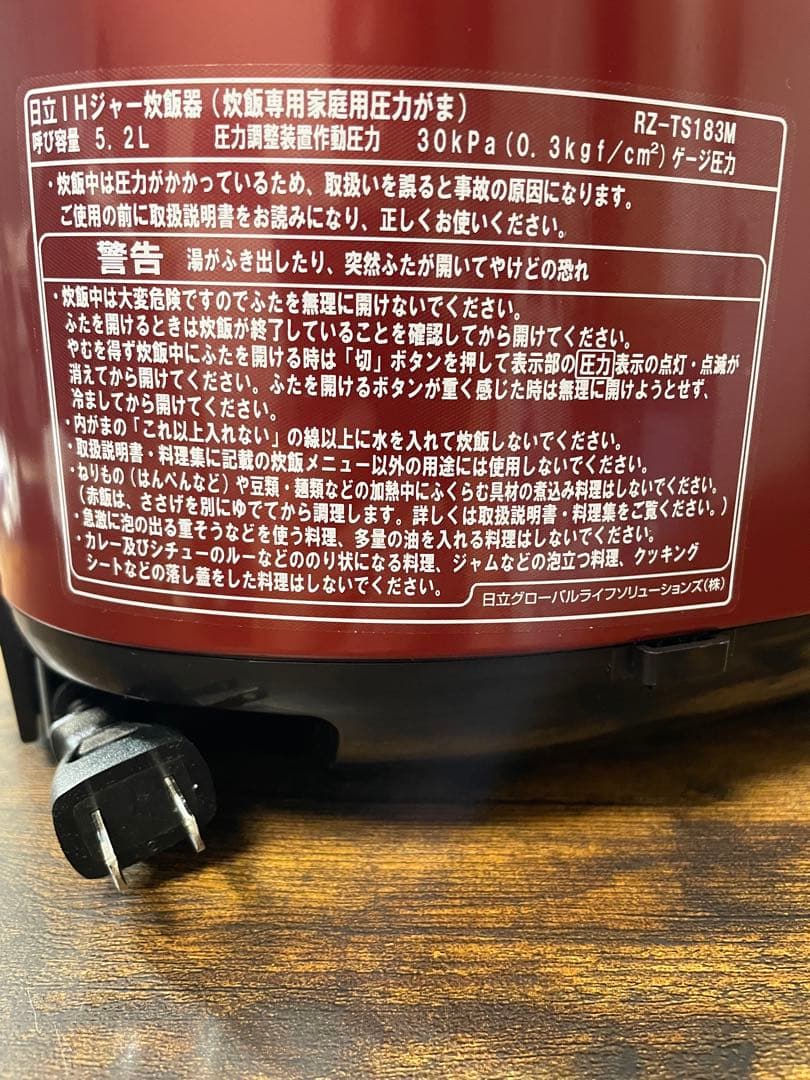 日立IHジャー炊飯器（炊飯専用家庭用圧力がま） RZ-TS183M
呼び容量 5.2L 圧力調整装置作動圧力 30kPa(0.3kgf/cm²)ゲージ圧力
・炊飯中は圧力がかかっているため、取扱いを誤ると事故の原因になります。
ご使用の前に取扱説明書をお読みになり、正しくお使いください。
警告 湯がふき出したり、突然ふたが開いてやけどの恐れ
・炊飯中は大変危険ですのでふたを無理に開けないでください。
ふたを開けるときは炊飯が終了していることを確認してから開けてください。
やむを得ず炊飯中にふたを開ける時は「切」ボタンを押して表示部の圧力表示の点灯・点滅が
消えてから開けてください。ふたを開けるボタンが重く感じた時は無理に開けようとせず、
冷ましてから開けてください。
・内がまの「これ以上入れない」の線以上に水を入れて炊飯しないでください。
・取扱説明書・料理集に記載の炊飯メニュー以外の用途には使用しないでください。
・ねりもの（はんぺんなど）や豆類・麺類などの加熱中にふくらむ具材の煮込み料理はしないでください。
（赤飯は、ささげを別にゆでてから調理します。詳しくは取扱説明書・料理集をご覧ください。）
・急激に泡の出る重そうなどを使う料理、多量の油を入れる料理はしないでください。
・カレー及びシチューのルーなどののり状になる料理、ジャムなどの泡立つ料理、クッキング
シートなどの落し蓋をした料理はしないでください。
日立グローバルライフソリューションズ（株）